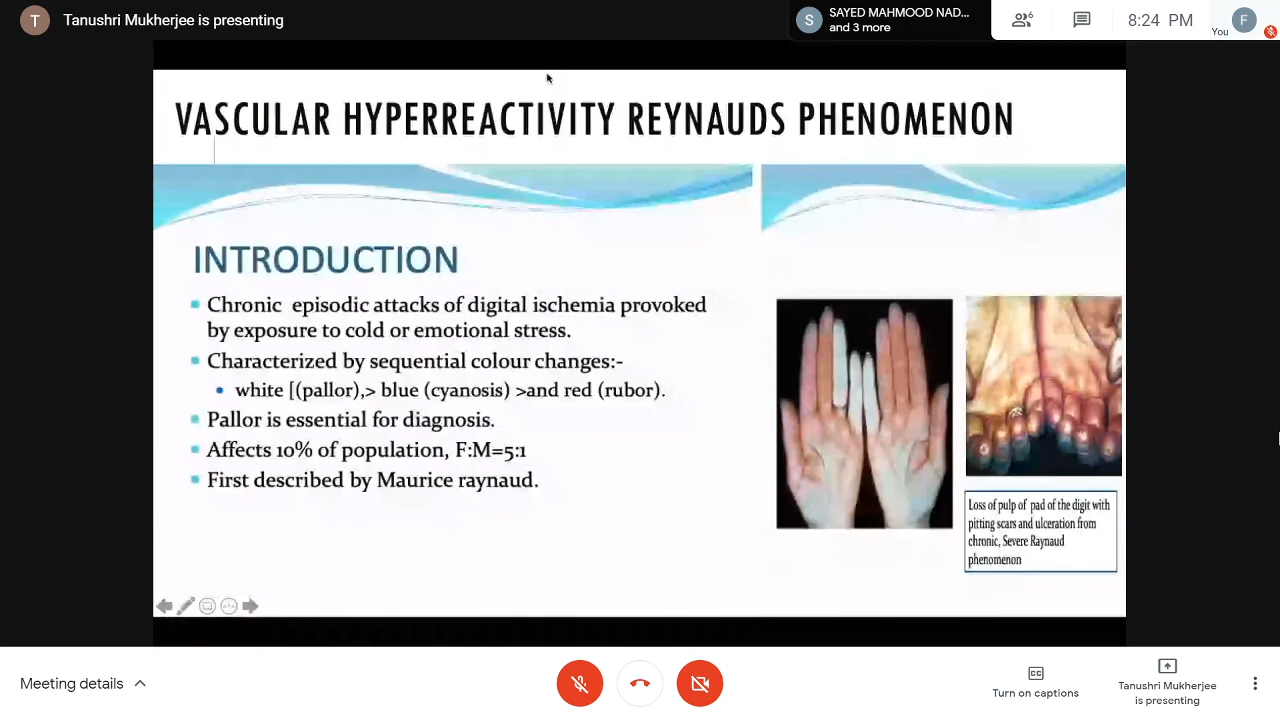 T
Tanushri Mukherjee is presenting
S
SAYED MAHMOOD NAD...
and 3 more
6
8:24 PM
You
F
VASCULAR HYPERREACTIVITY REYNAUDS PHENOMENON
INTRODUCTION
Chronic episodic attacks of digital ischemia provoked
by exposure to cold or emotional stress.
Characterized by sequential colour changes:-
white [(pallor),> blue (cyanosis) >and red (rubor).
Pallor is essential for diagnosis.
Affects 10% of population, F:M=5:1
First described by Maurice raynaud.
Loss of pulp of pad of the digit with
pitting scars and ulceration from
chronic, Severe Raynaud
phenomenon
Meeting details
CC
Turn on captions
Tanushri Mukherjee
is presenting